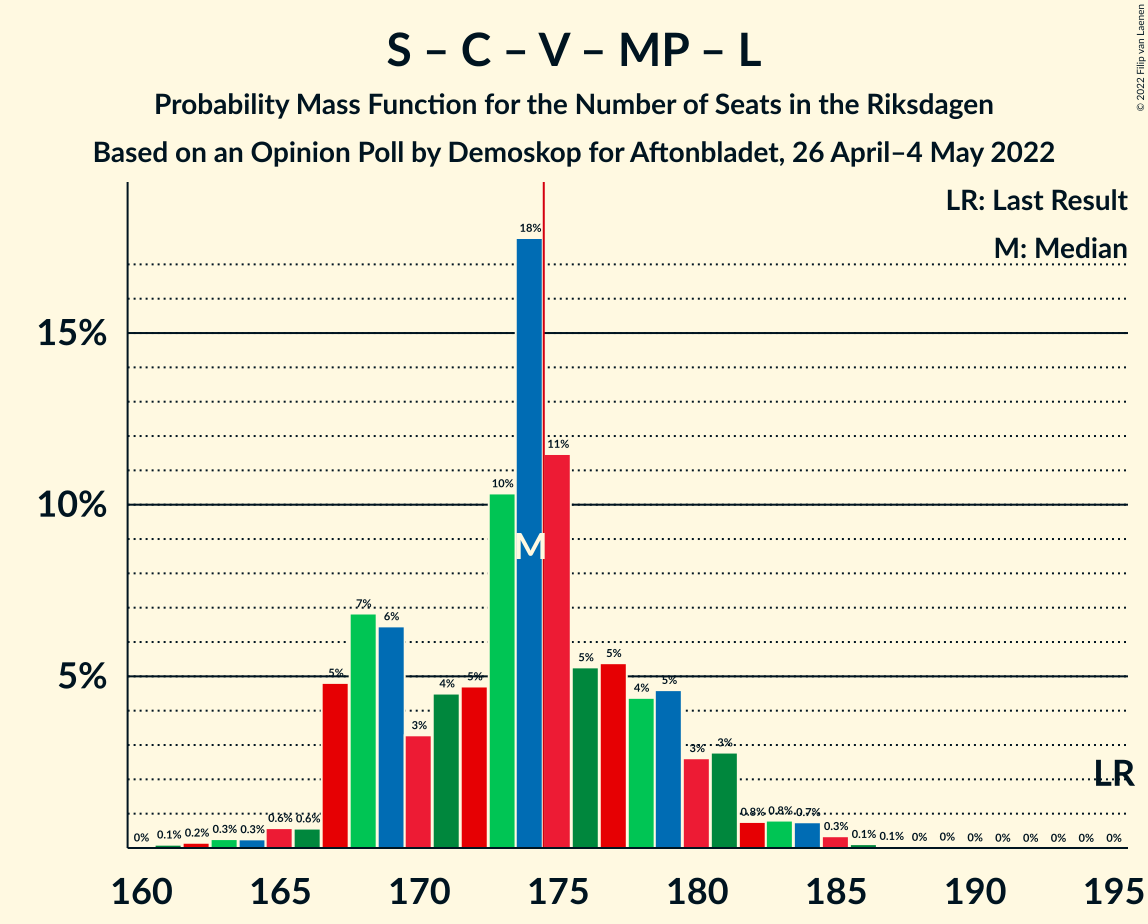 S – C – V – MP – L
Probability Mass Function for the Number of Seats in the Riksdagen
Based on an Opinion Poll by Demoskop for Aftonbladet, 26 April–4 May 2022
© 2022 Filip van Laenen
LR: Last Result
M: Median
15%
10%
5%
0% 0.1% 0.2% 0.3% 0.3% 0.6% 0.6% 5% 7% 6% 3% 4% 5% 10% 18% 11% 5% 5% 4% 5% 3% 3% 0.8% 0.8% 0.7% 0.3% 0.1% 0.1% 0% 0% 0% 0% 0% 0% 0% 0%
M
LR
160 165 170 175 180 185 190 195